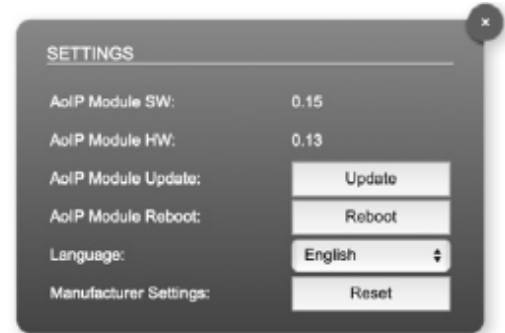 SETTINGS
AoIP Module SW: 0.15
AoIP Module HW: 0.13
AoIP Module Update: Update
AoIP Module Reboot: Reboot
Language: English
Manufacturer Settings: Reset